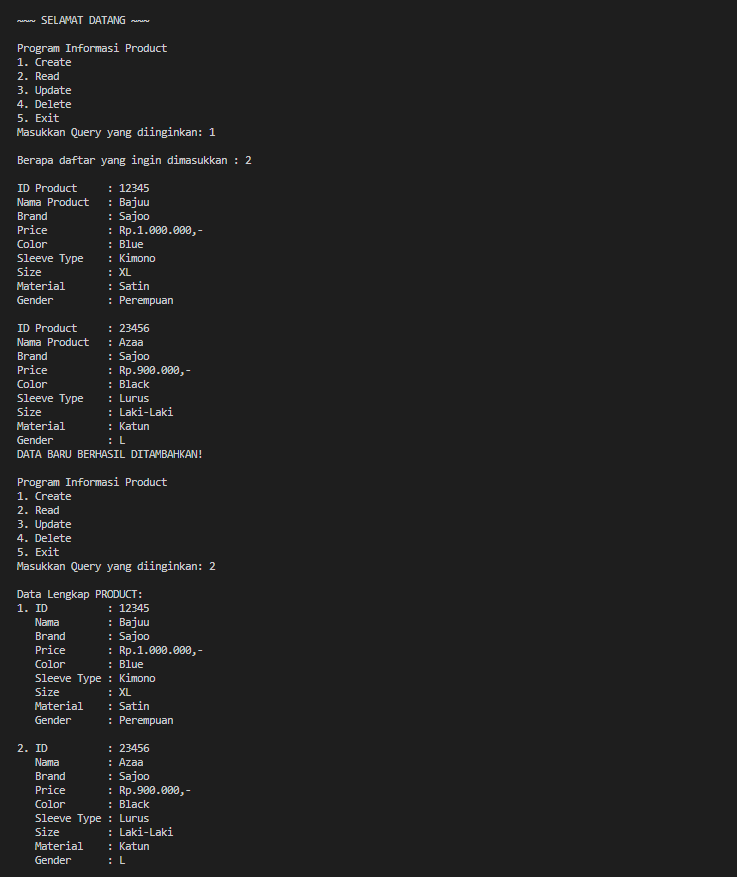 ~~~ SELAMAT DATANG ~~~
Program Informasi Product
1. Create
2. Read
3. Update
4. Delete
5. Exit
Masukkan Query yang diinginkan: 1
Berapa daftar yang ingin dimasukkan : 2
ID Product : 12345
Nama Product : Bajuu
Brand : Sajoo
Price : Rp.1.000.000,-
Color : Blue
Sleeve Type : Kimono
Size : XL
Material : Satin
Gender : Perempuan
ID Product : 23456
Nama Product : Azaa
Brand : Sajoo
Price : Rp.900.000,-
Color : Black
Sleeve Type : Lurus
Size : Laki-Laki
Material : Katun
Gender : L
DATA BARU BERHASIL DITAMBAHKAN!
Program Informasi Product
1. Create
2. Read
3. Update
4. Delete
5. Exit
Masukkan Query yang diinginkan: 2
Data Lengkap PRODUCT:
1. ID : 12345
Nama : Bajuu
Brand : Sajoo
Price : Rp.1.000.000,-
Color : Blue
Sleeve Type : Kimono
Size : XL
Material : Satin
Gender : Perempuan
2. ID : 23456
Nama : Azaa
Brand : Sajoo
Price : Rp.900.000,-
Color : Black
Sleeve Type : Lurus
Size : Laki-Laki
Material : Katun
Gender : L